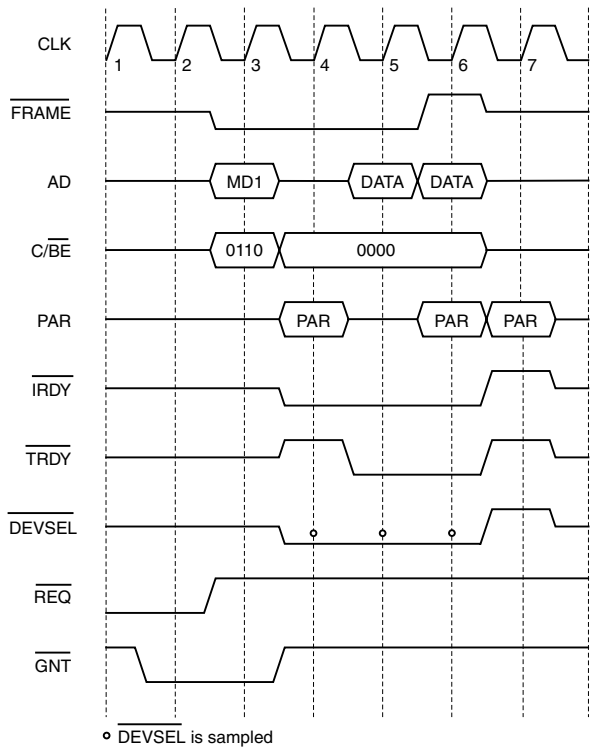 CLK
1 2 3 4 5 6 7
FRAME
AD MD1 DATA DATA
C/BE 0110 0000
PAR PAR PAR PAR
IRDY
TRDY
DEVSEL
REQ
GNT
DEVSEL is sampled